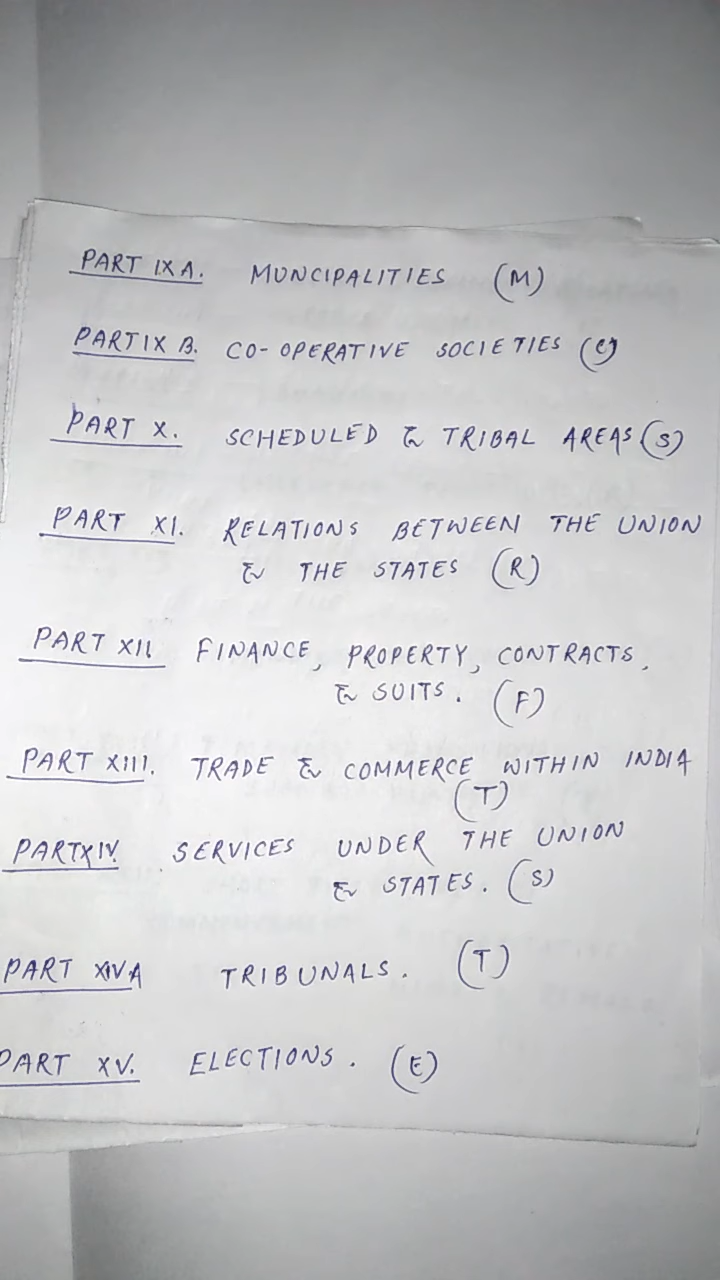 PART IX A. MUNCIPALITIES (M)
PART IX B. CO-OPERATIVE SOCIETIES (C)
PART X. SCHEDULED & TRIBAL AREAS (S)
PART XI. RELATIONS BETWEEN THE UNION
& THE STATES (R)
PART XII. FINANCE, PROPERTY, CONTRACTS,
& SUITS. (F)
PART XIII. TRADE & COMMERCE WITHIN INDIA
(T)
PART XIV. SERVICES UNDER THE UNION
& STATES. (S)
PART XIVA TRIBUNALS. (T)
PART XV. ELECTIONS. (E)